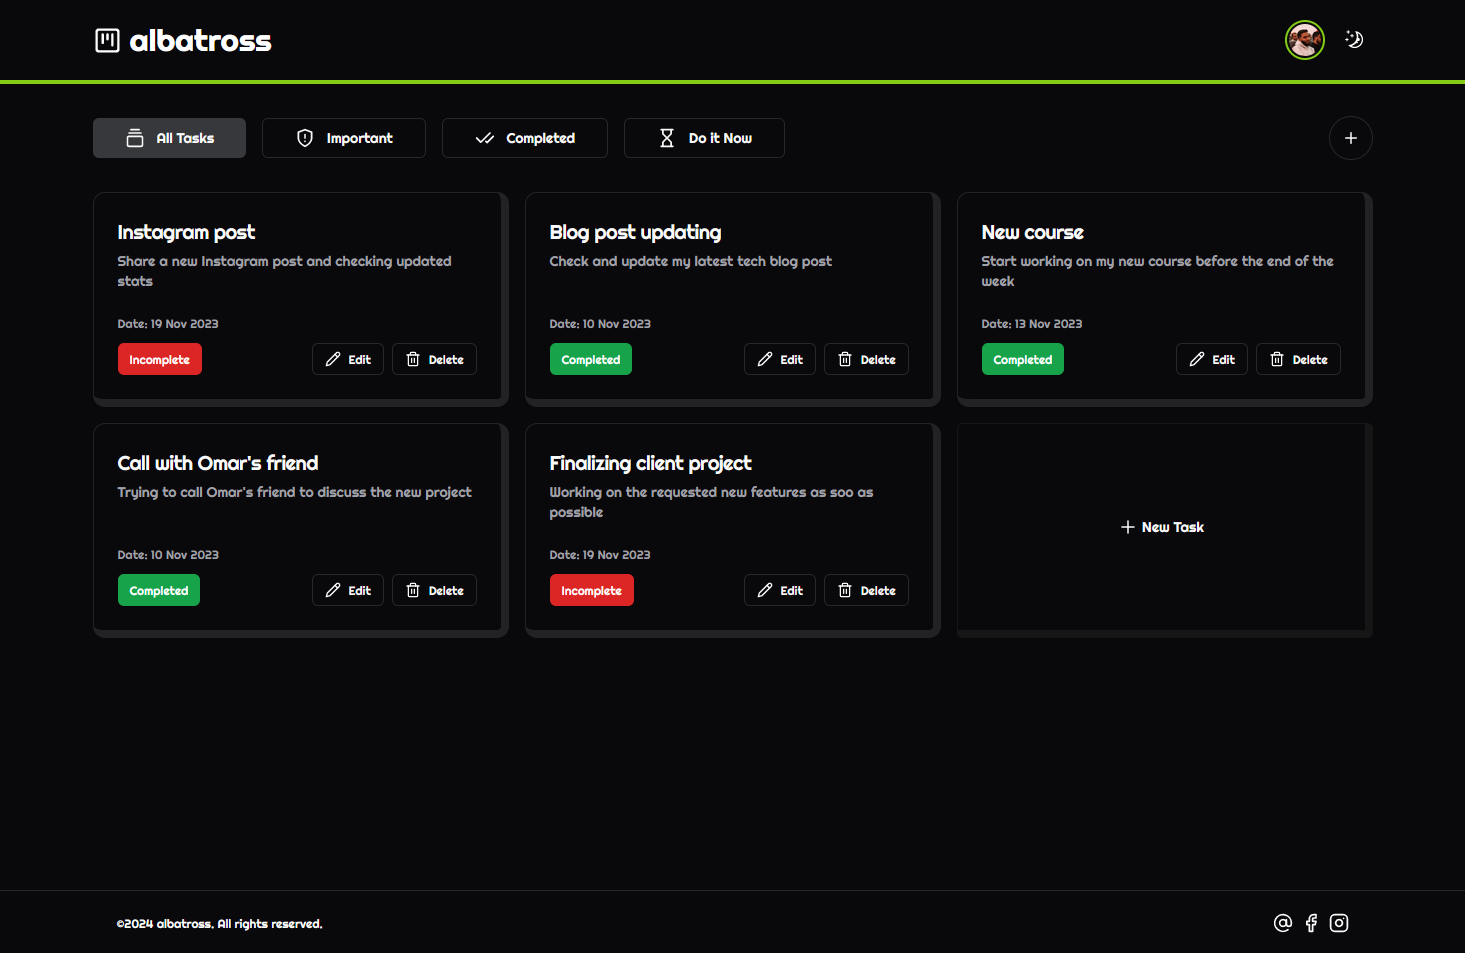 albatross
All Tasks
Important
Completed
Do it Now
Instagram post
Share a new Instagram post and checking updated
stats
Date: 19 Nov 2023
Incomplete
Edit
Delete
Blog post updating
Check and update my latest tech blog post
Date: 10 Nov 2023
Completed
Edit
Delete
New course
Start working on my new course before the end of the
week
Date: 13 Nov 2023
Completed
Edit
Delete
Call with Omar's friend
Trying to call Omar's friend to discuss the new project
Date: 10 Nov 2023
Completed
Edit
Delete
Finalizing client project
Working on the requested new features as soo as
possible
Date: 19 Nov 2023
Incomplete
Edit
Delete
New Task
©2024 albatross. All rights reserved.